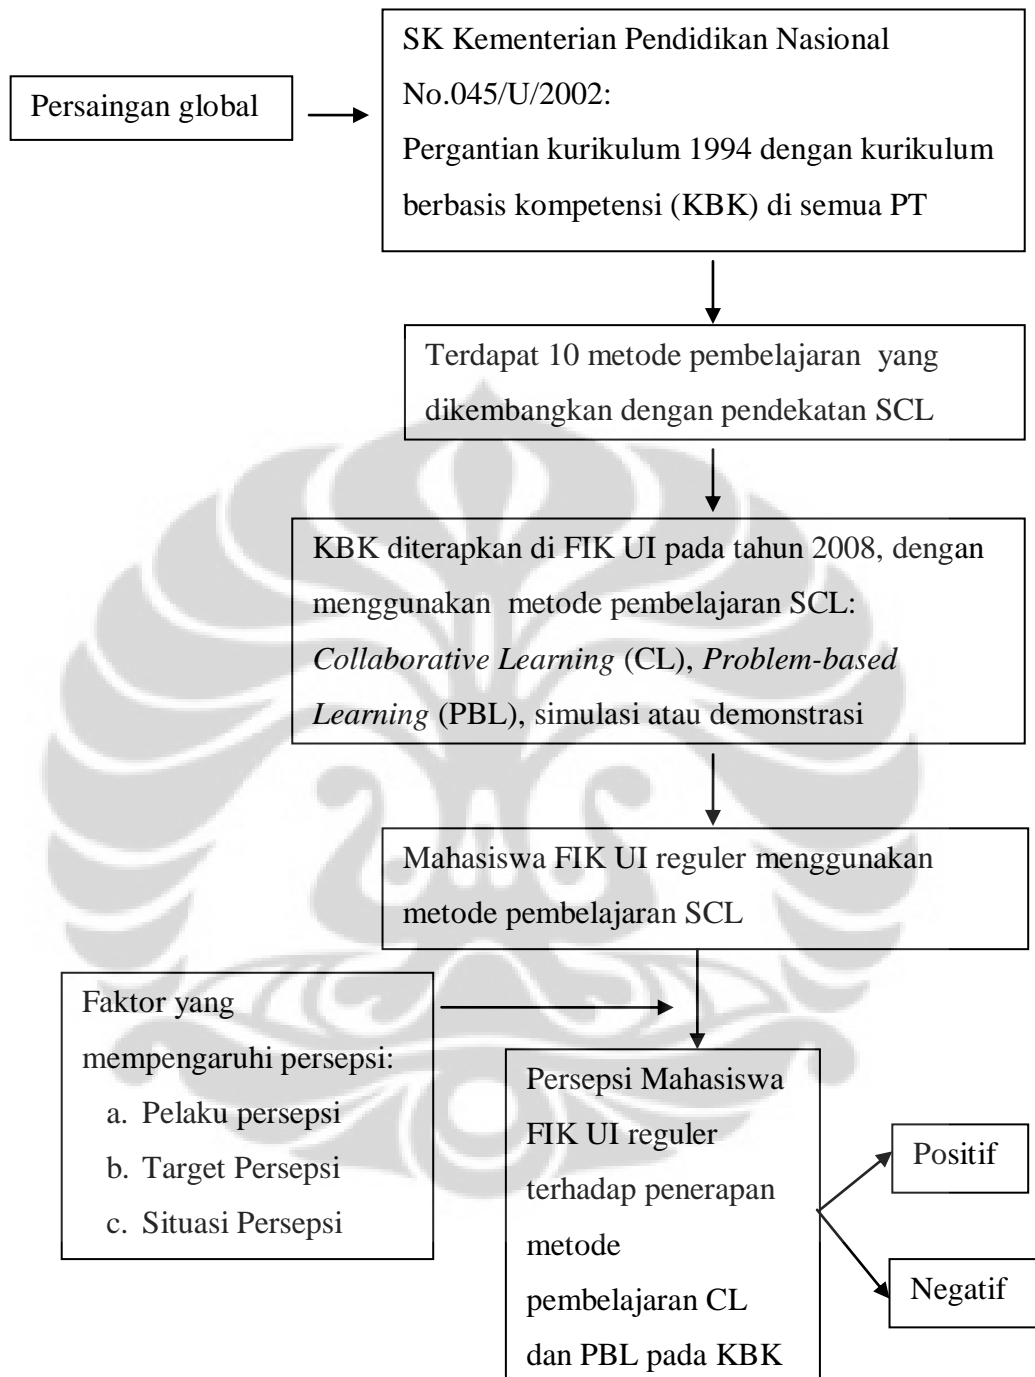 Persaingan global
SK Kementerian Pendidikan Nasional
No.045/U/2002:
Pergantian kurikulum 1994 dengan kurikulum
berbasis kompetensi (KBK) di semua PT
Terdapat 10 metode pembelajaran yang
dikembangkan dengan pendekatan SCL
KBK diterapkan di FIK UI pada tahun 2008, dengan
menggunakan metode pembelajaran SCL:
Collaborative Learning (CL), Problem-based
Learning (PBL), simulasi atau demonstrasi
Mahasiswa FIK UI reguler menggunakan
metode pembelajaran SCL
Faktor yang
mempengaruhi persepsi:
a. Pelaku persepsi
b. Target Persepsi
c. Situasi Persepsi
Persepsi Mahasiswa
FIK UI reguler
terhadap penerapan
metode
pembelajaran CL
dan PBL pada KBK
Positif
Negatif